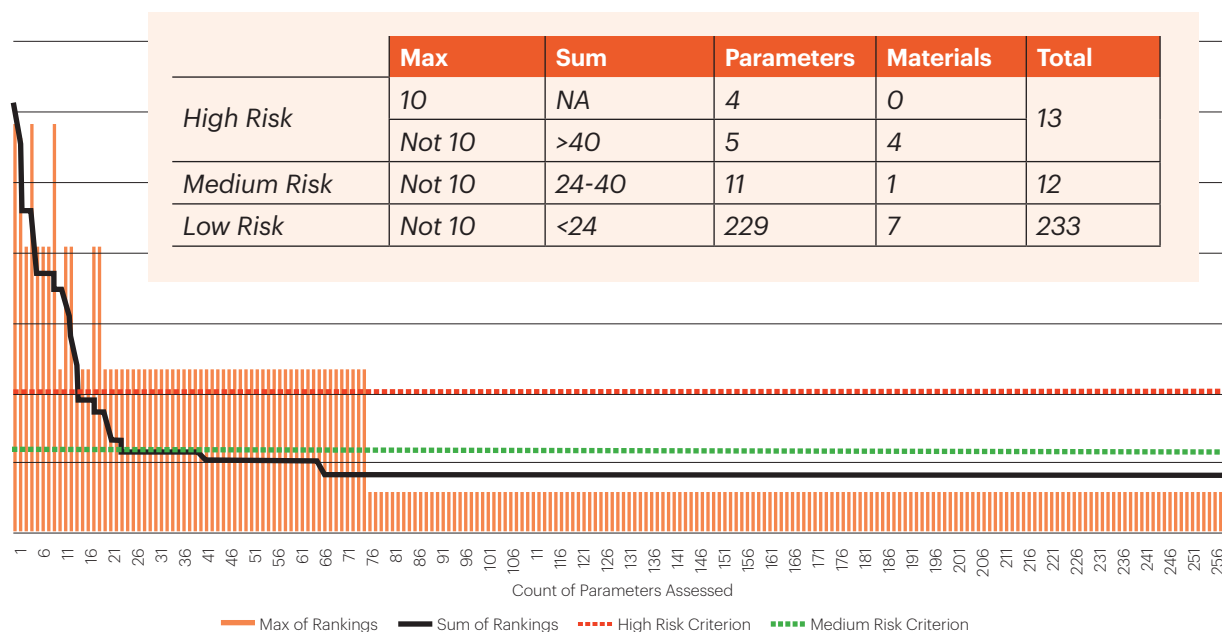 Max Sum Parameters Materials Total
High Risk 10 NA 4 0 13
Not 10 >40 5 4
Medium Risk Not 10 24-40 11 1 12
Low Risk Not 10 <24 229 7 233
1 6 11 16 21 26 31 36 41 46 51 56 61 66 71 76 81 86 91 96 101 106 11 116 121 126 131 136 141 146 151 156 161 166 171 176 181 186 191 196 201 206 211 216 221 226 231 236 241 246 251 256
Count of Parameters Assessed
Max of Rankings Sum of Rankings High Risk Criterion Medium Risk Criterion